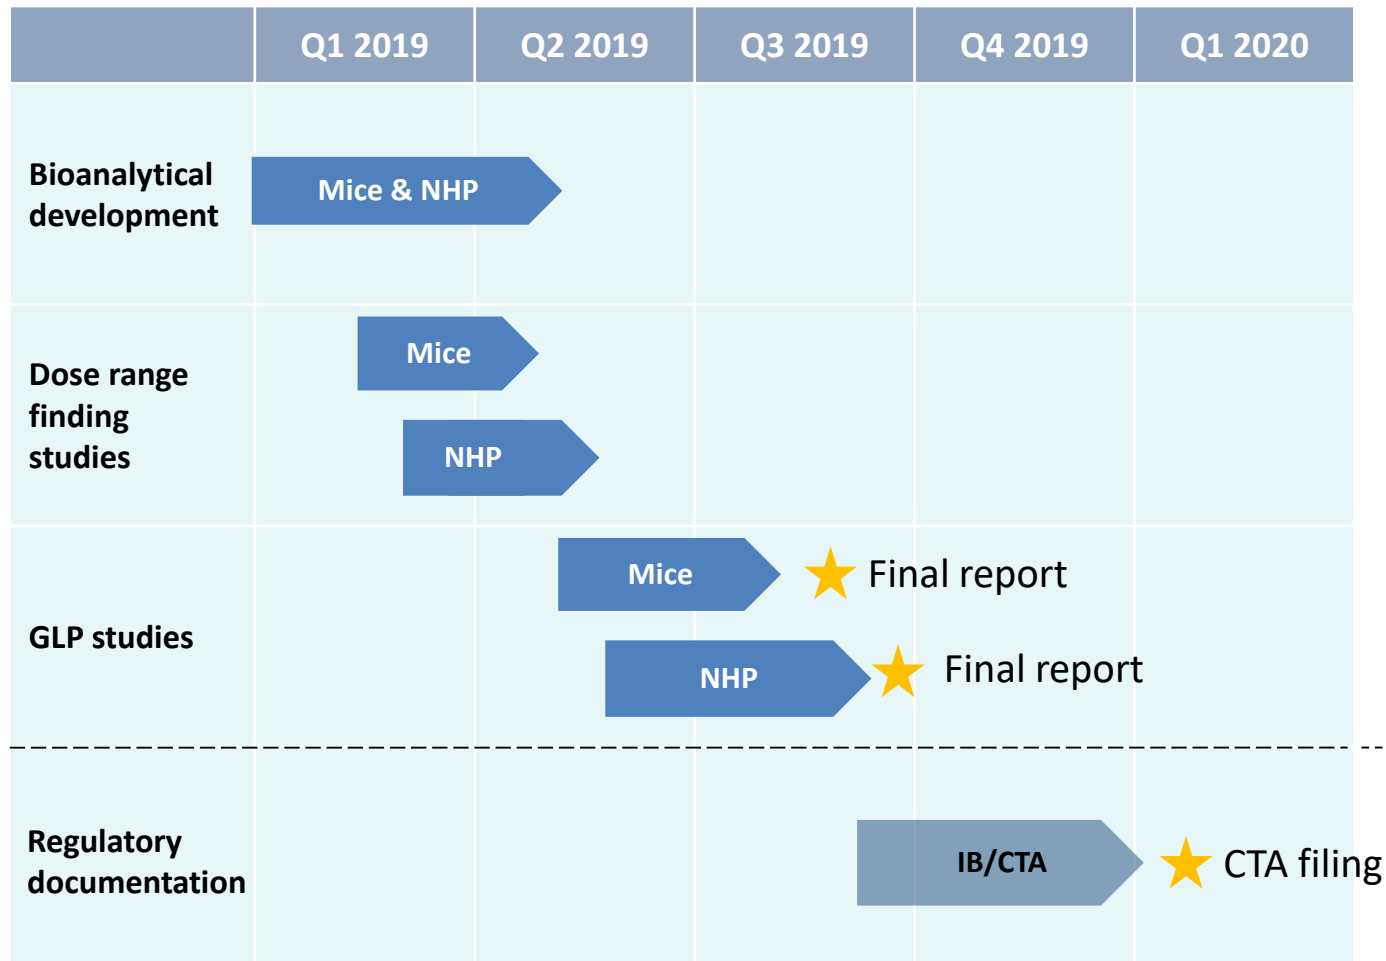 Q1 2019 Q2 2019 Q3 2019 Q4 2019 Q1 2020
Bioanalytical
development
Mice & NHP
Dose range
finding
studies
Mice
NHP
GLP studies
Mice
Final report
NHP
Final report
Regulatory
documentation
IB/CTA
CTA filing